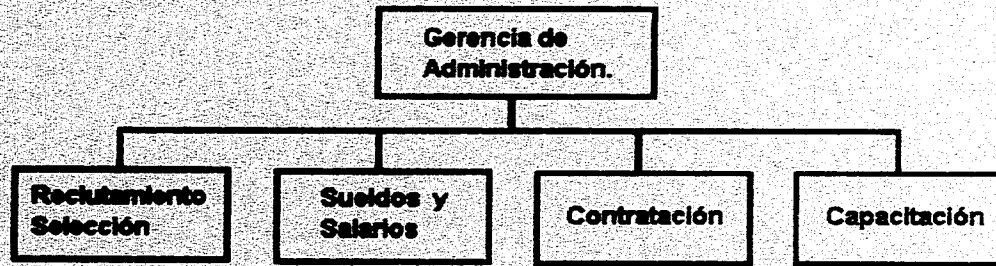 Gerencia de
Administración.
Reclutamiento
Selección
Sueldos y
Salarios
Contratación
Capacitación